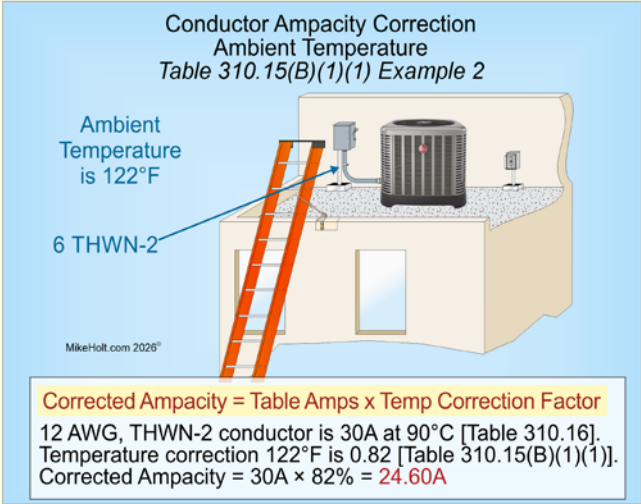 Conductor Ampacity Correction
Ambient Temperature
Table 310.15(B)(1)(1) Example 2
Ambient
Temperature
is 122°F
6 THWN-2
MikeHolt.com 2026©
Corrected Ampacity = Table Amps x Temp Correction Factor
12 AWG, THWN-2 conductor is 30A at 90°C [Table 310.16].
Temperature correction 122°F is 0.82 [Table 310.15(B)(1)(1)].
Corrected Ampacity = 30A × 82% = 24.60A